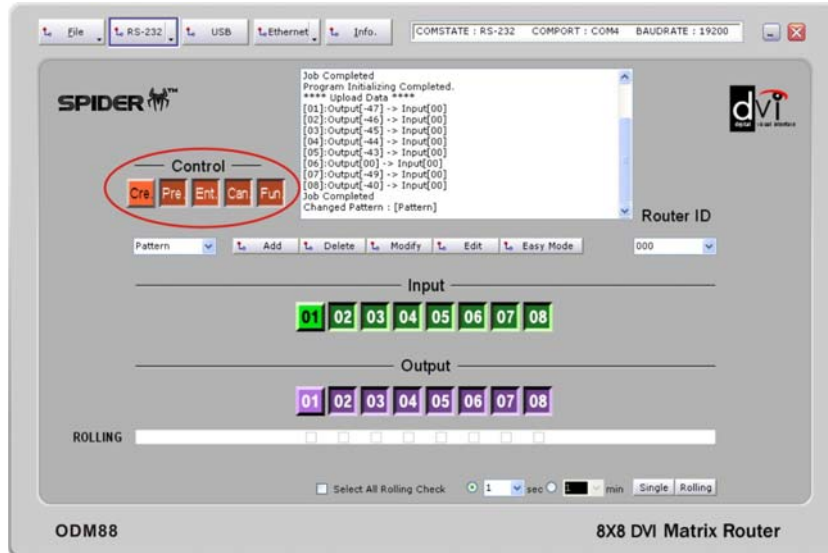 File RS-232 USB Ethernet Info. COMSTATE : RS-232 COMPORT : COM4 BAUDRATE : 19200
SPIDER™
Job Completed
Program Initializing Completed.
**** Upload Data ****
[01]:Output[-47] -> Input[00]
[02]:Output[-46] -> Input[00]
[03]:Output[-45] -> Input[00]
[04]:Output[-44] -> Input[00]
[05]:Output[-43] -> Input[00]
[06]:Output[00] -> Input[00]
[07]:Output[-49] -> Input[00]
[08]:Output[-40] -> Input[00]
Job Completed
Changed Pattern : [Pattern]
dvi
digital visual interface
Control
Cre. Pre. Ent. Can. Fun.
Router ID
Pattern Add Delete Modify Edit Easy Mode 000
Input
01 02 03 04 05 06 07 08
Output
01 02 03 04 05 06 07 08
ROLLING
Select All Rolling Check 1 sec 1 min Single Rolling
ODM88 8X8 DVI Matrix Router